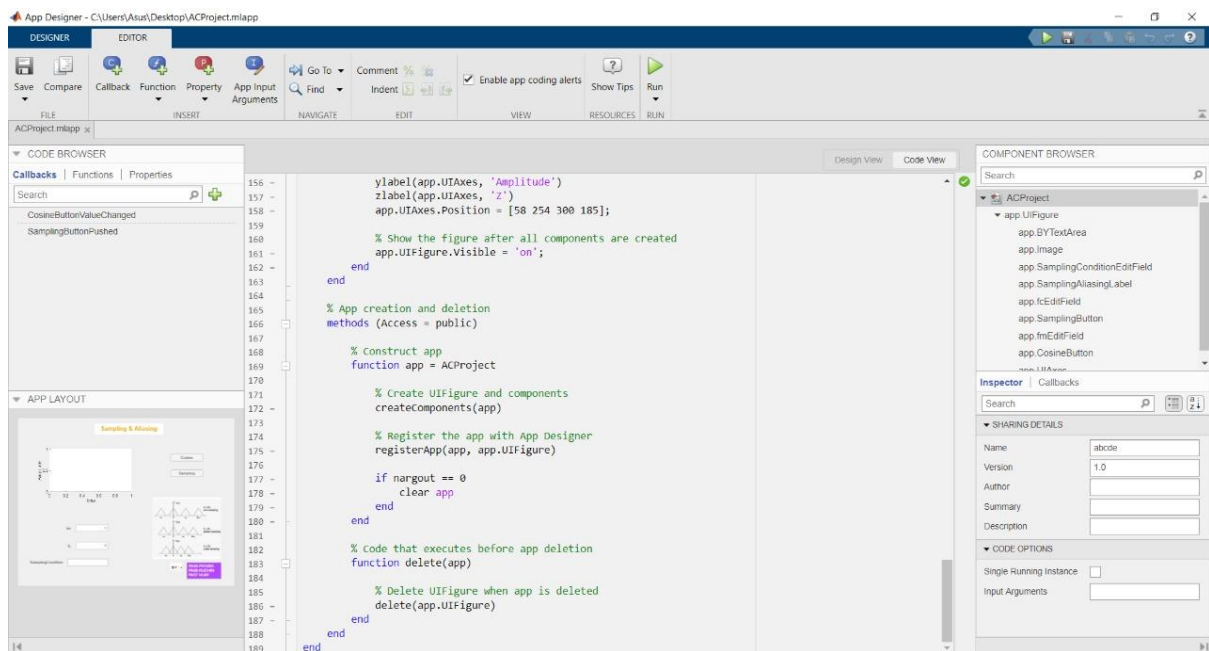 App Designer - C:\Users\Asus\Desktop\ACProject.mlapp
DESIGNER EDITOR
Save Compare Callback Function Property App Input Arguments Go To Find Comment Indent Enable app coding alerts Show Tips Run
FILE INSERT NAVIGATE EDIT VIEW RESOURCES RUN
ACProject.mlapp
CODE BROWSER
Callbacks | Functions | Properties
Search
CosineButtonValueChanged
SamplingButtonPushed
APP LAYOUT
Sampling & Aliasing
Design View Code View
156 ylabel(app.UIAxes, 'Amplitude')
157 zlabel(app.UIAxes, 'Z')
158 app.UIAxes.Position = [58 254 300 185];
159
160 % Show the figure after all components are created
161 app.UIFigure.Visible = 'on';
162 end
163 end
164
165 % App creation and deletion
166 methods (Access = public)
167
168 % Construct app
169 function app = ACProject
170
171 % Create UIFigure and components
172 createComponents(app)
173
174 % Register the app with App Designer
175 registerApp(app, app.UIFigure)
176
177 if nargout == 0
178 clear app
179 end
180 end
181
182 % Code that executes before app deletion
183 function delete(app)
184
185 % Delete UIFigure when app is deleted
186 delete(app.UIFigure)
187 end
188 end
189 end
COMPONENT BROWSER
Search
ACProject
app.UIFigure
app.BYTextArea
app.Image
app.SamplingConditionEditField
app.SamplingAliasingLabel
app.fcEditField
app.SamplingButton
app.fmEditField
app.CosineButton
app.UIAxes
Inspector | Callbacks
Search
SHARING DETAILS
Name abcde
Version 1.0
Author
Summary
Description
CODE OPTIONS
Single Running Instance
Input Arguments